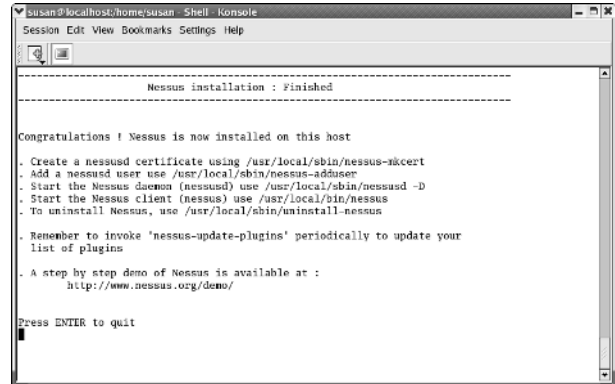 susan@localhost:/home/susan - Shell - Konsole
Session Edit View Bookmarks Settings Help
Nessus installation : Finished
Congratulations ! Nessus is now installed on this host
. Create a nessusd certificate using /usr/local/sbin/nessus-mkcert
. Add a nessusd user use /usr/local/sbin/nessus-adduser
. Start the Nessus daemon (nessusd) use /usr/local/sbin/nessusd -D
. Start the Nessus client (nessus) use /usr/local/bin/nessus
. To uninstall Nessus, use /usr/local/sbin/uninstall-nessus
. Remember to invoke 'nessus-update-plugins' periodically to update your
list of plugins
. A step by step demo of Nessus is available at :
http://www.nessus.org/demo/
Press ENTER to quit